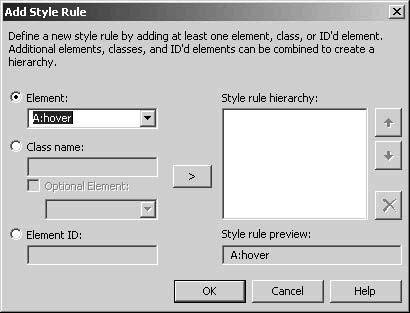 Add Style Rule
Define a new style rule by adding at least one element, class, or ID'd element.
Additional elements, classes, and ID'd elements can be combined to create a
hierarchy.
Element:
A:hover
Class name:
Optional Element:
Element ID:
>
Style rule hierarchy:
Style rule preview:
A:hover
OK
Cancel
Help